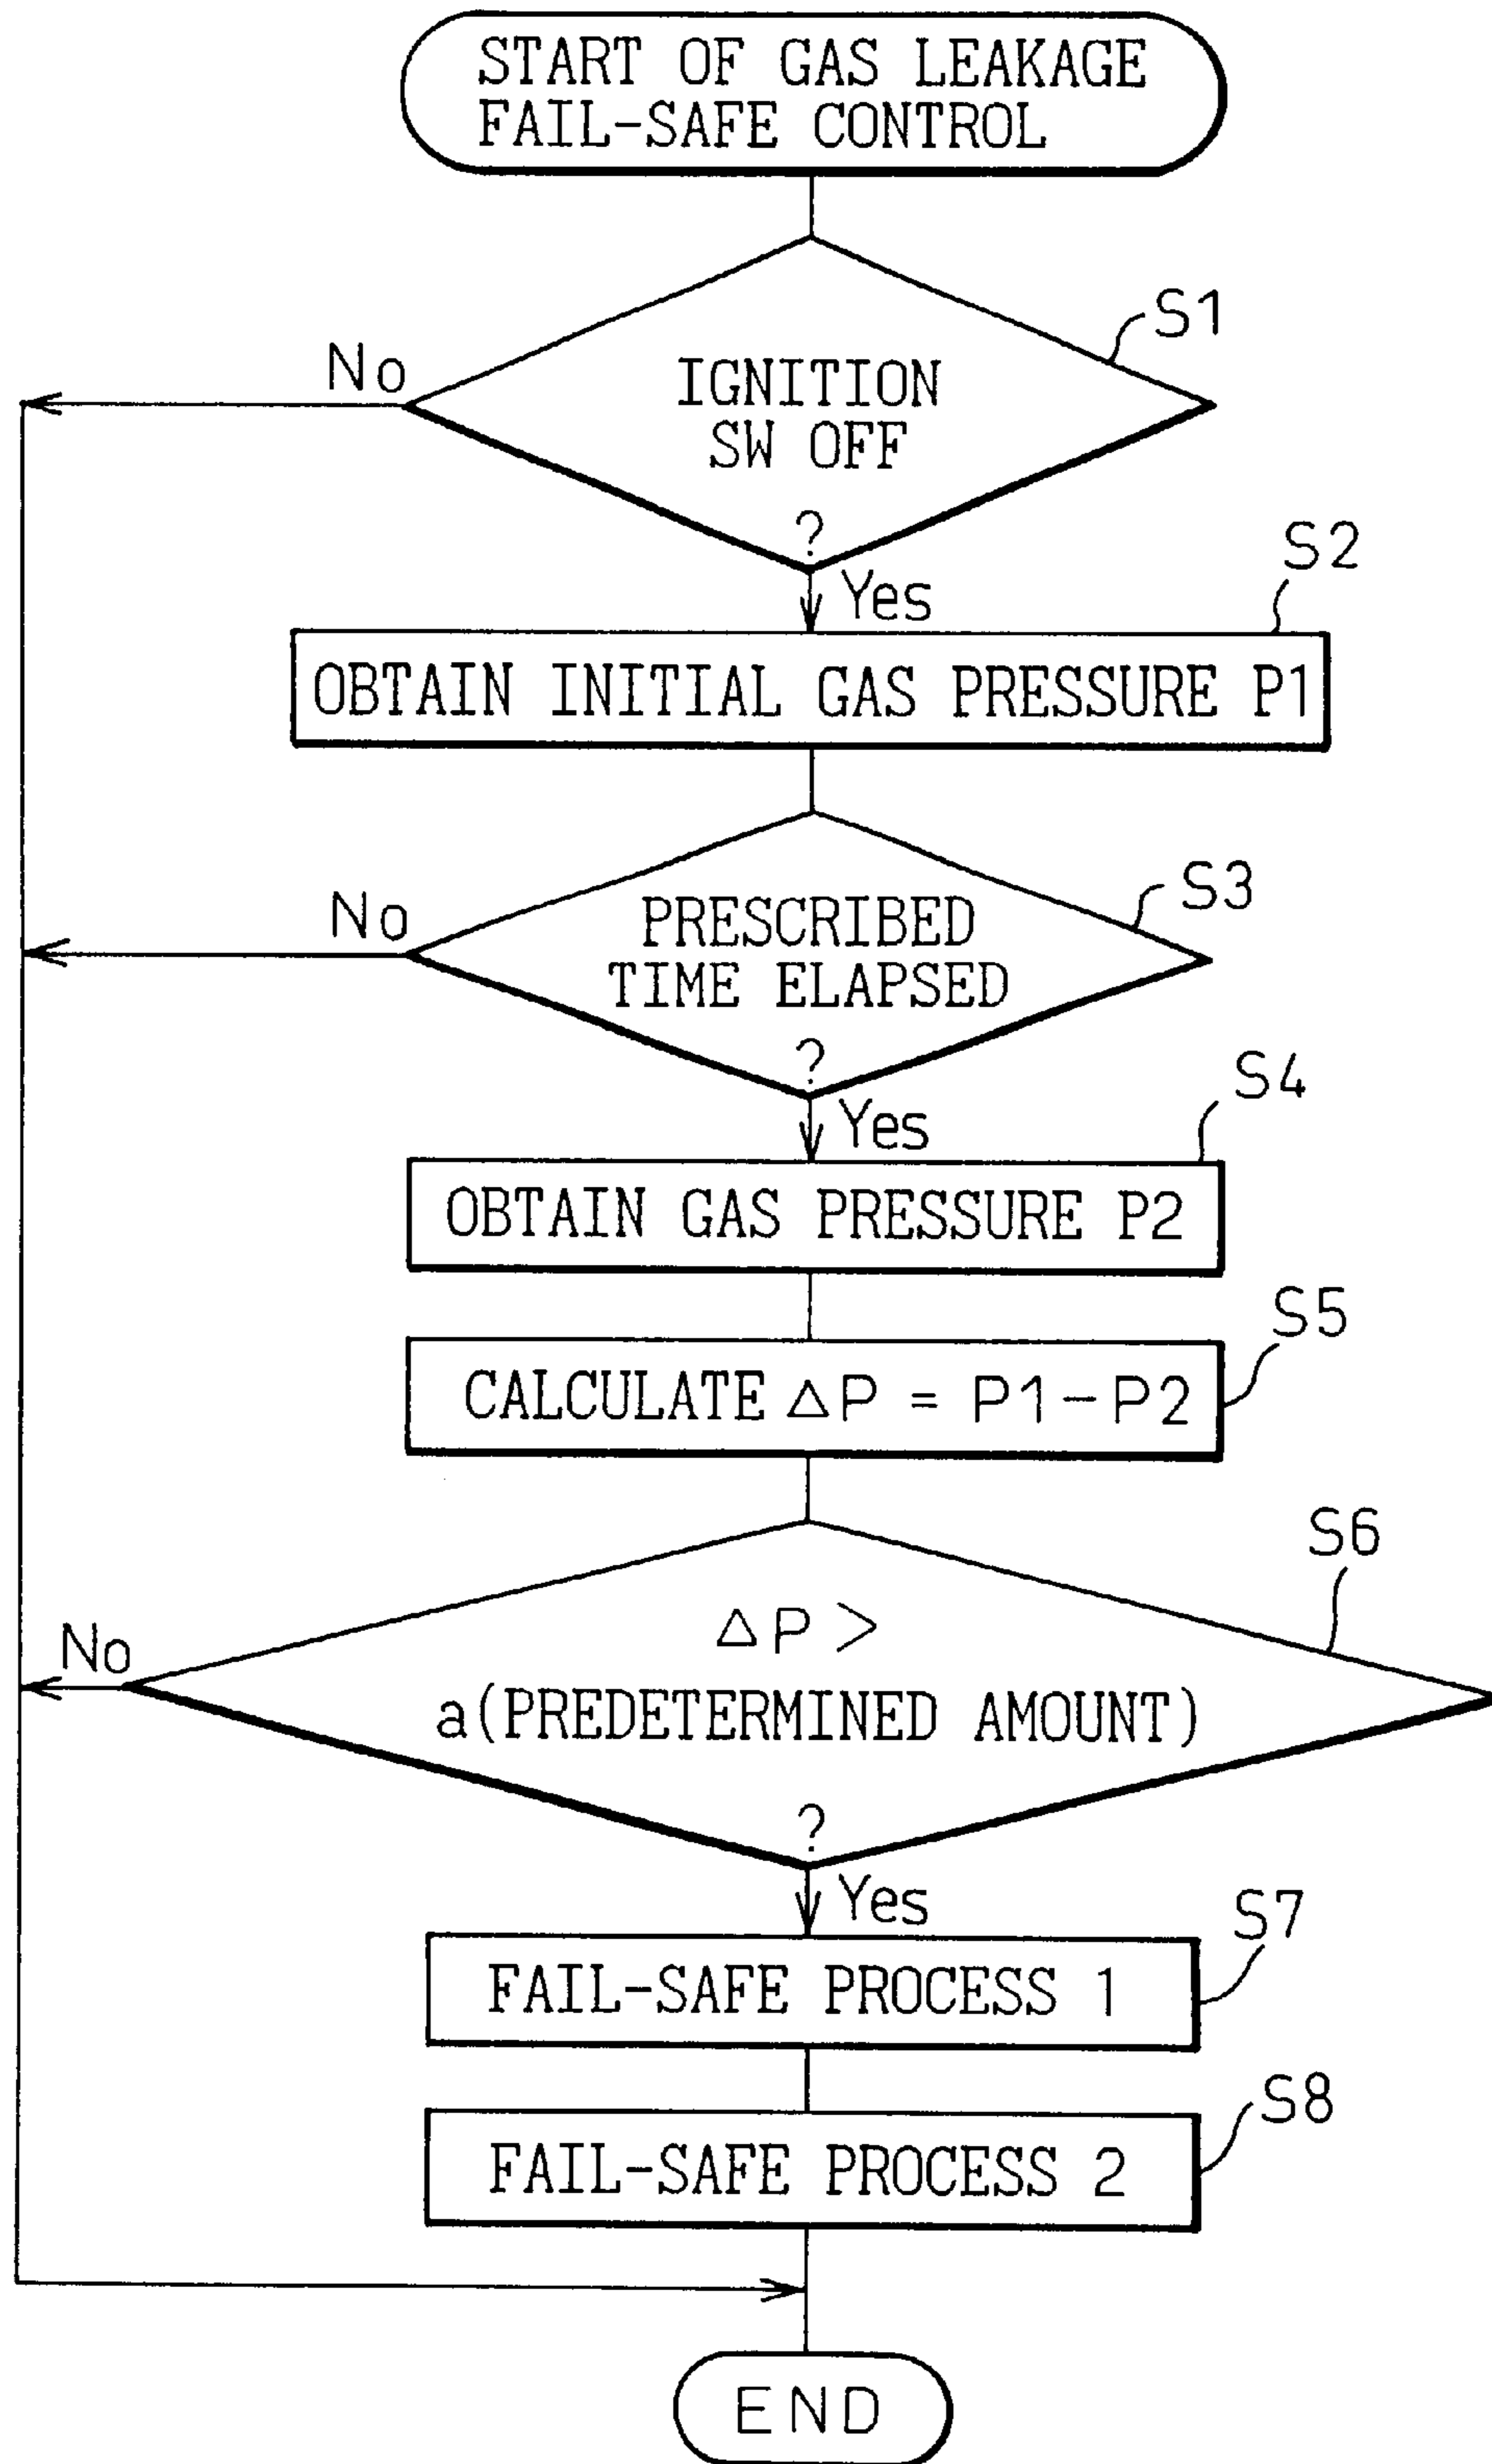 START OF GAS LEAKAGE
FAIL-SAFE CONTROL
S1
No
IGNITION
SW OFF
?
Yes
S2
OBTAIN INITIAL GAS PRESSURE P1
S3
No
PRESCRIBED
TIME ELAPSED
?
Yes
S4
OBTAIN GAS PRESSURE P2
S5
CALCULATE △P = P1-P2
S6
No
△P >
a(PREDETERMINED AMOUNT)
?
Yes
S7
FAIL-SAFE PROCESS 1
S8
FAIL-SAFE PROCESS 2
END